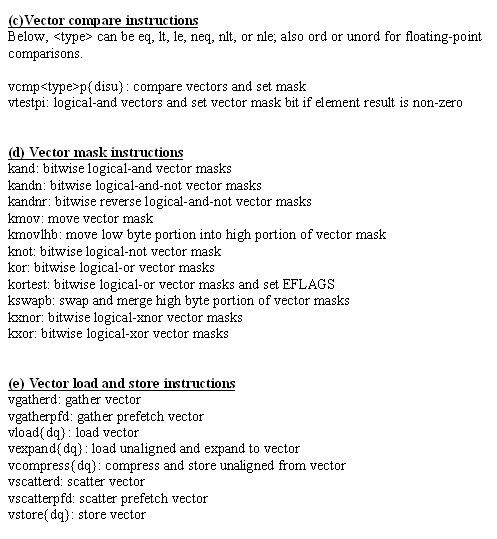 (c)Vector compare instructions
Below, <type> can be eq, lt, le, neq, nlt, or nle; also ord or unord for floating-point
comparisons.
vcmp<type>p{disu}: compare vectors and set mask
vtestpi: logical-and vectors and set vector mask bit if element result is non-zero
(d) Vector mask instructions
kand: bitwise logical-and vector masks
kandn: bitwise logical-and-not vector masks
kandnr: bitwise reverse logical-and-not vector masks
kmov: move vector mask
kmovlhb: move low byte portion into high portion of vector mask
knot: bitwise logical-not vector mask
kor: bitwise logical-or vector masks
kortest: bitwise logical-or vector masks and set EFLAGS
kswapb: swap and merge high byte portion of vector masks
kxnor: bitwise logical-xnor vector masks
kxor: bitwise logical-xor vector masks
(e) Vector load and store instructions
vgatherd: gather vector
vgatherpfd: gather prefetch vector
vload{dq}: load vector
vexpand{dq}: load unaligned and expand to vector
vcompress{dq}: compress and store unaligned from vector
vscatterd: scatter vector
vscatterpfd: scatter prefetch vector
vstore{dq}: store vector